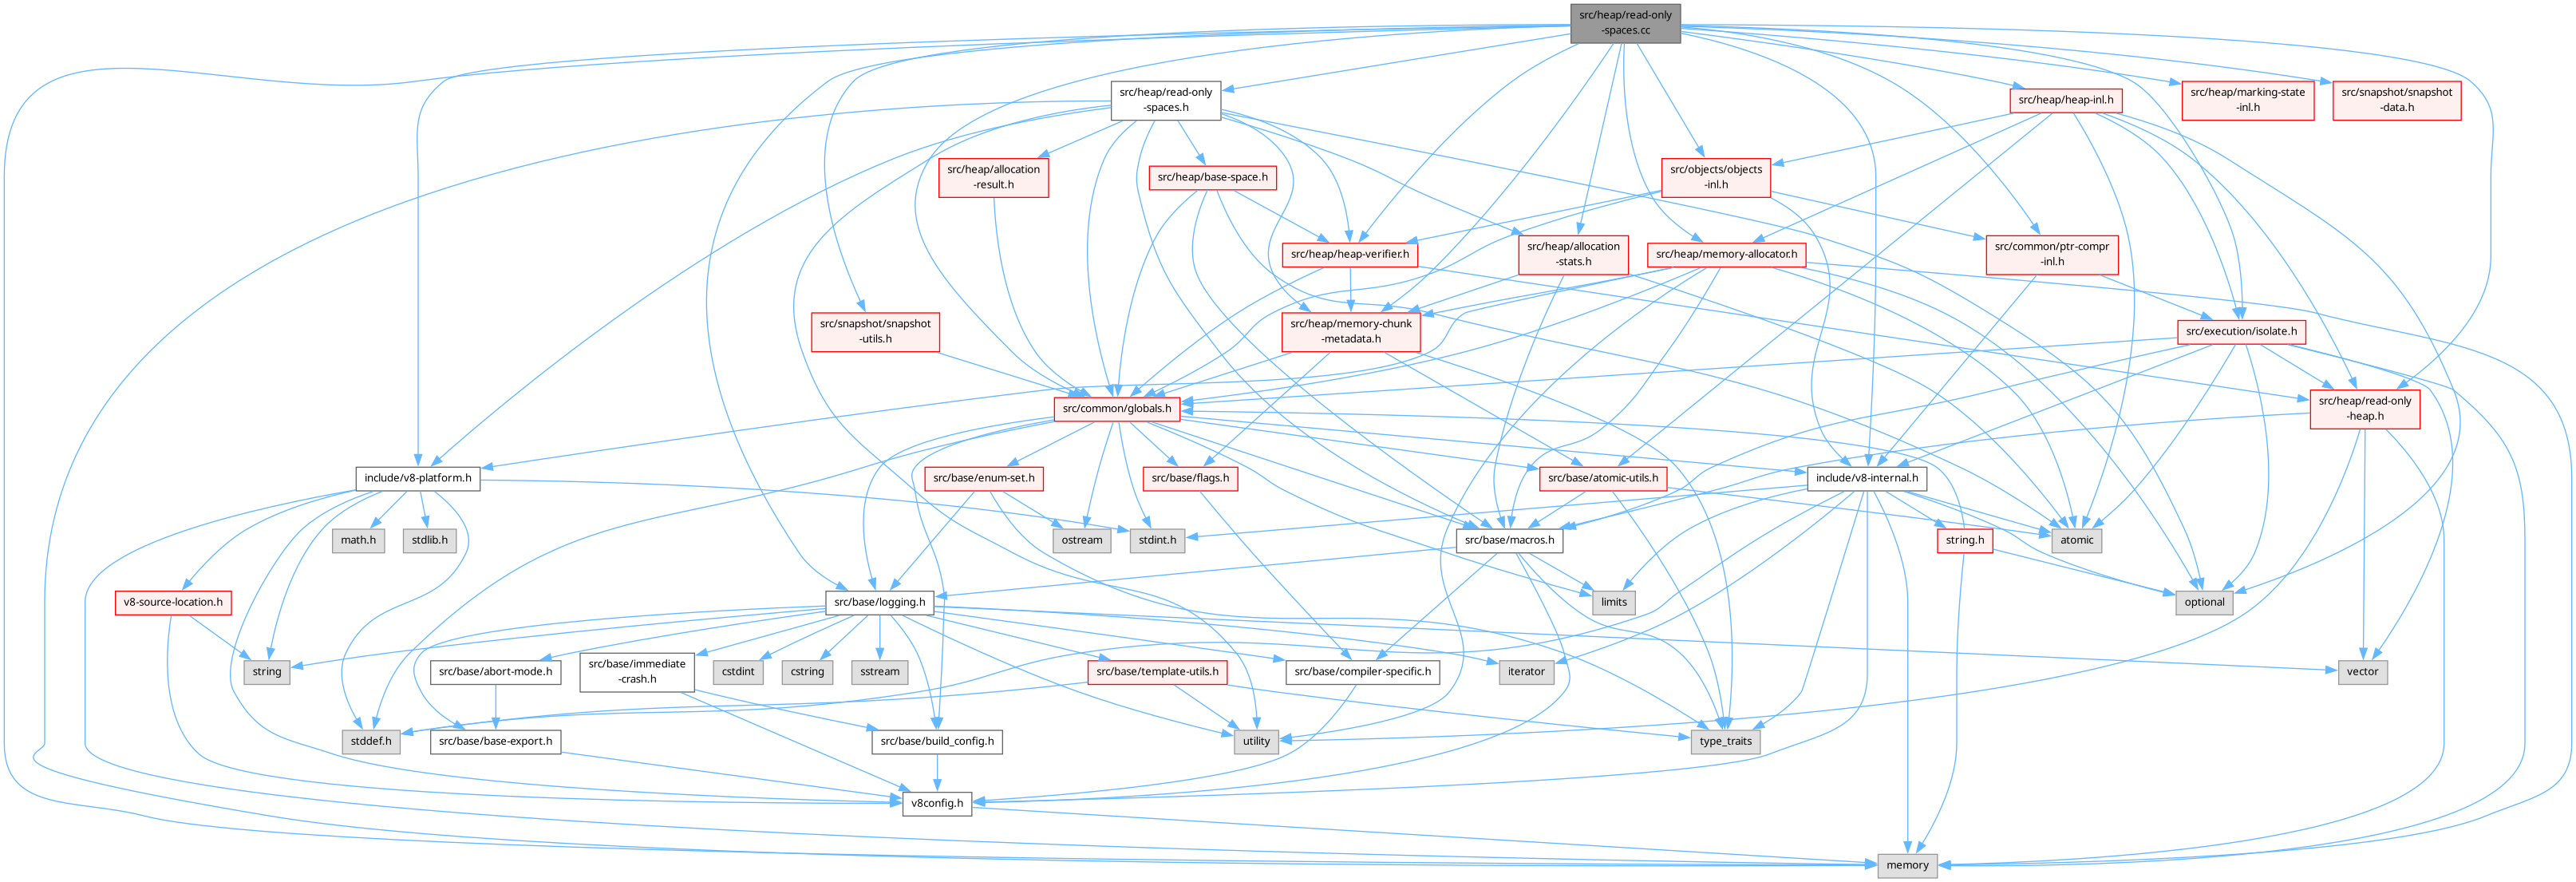 src/heap/read-only
-spaces.cc
src/heap/read-only
-spaces.h
src/heap/heap-inl.h
src/heap/marking-state
-inl.h
src/snapshot/snapshot
-data.h
src/heap/allocation
-result.h
src/heap/base-space.h
src/objects/objects
-inl.h
src/heap/heap-verifier.h
src/heap/allocation
-stats.h
src/heap/memory-allocator.h
src/common/ptr-compr
-inl.h
src/snapshot/snapshot
-utils.h
src/heap/memory-chunk
-metadata.h
src/execution/isolate.h
src/common/globals.h
src/heap/read-only
-heap.h
include/v8-platform.h
src/base/enum-set.h
src/base/flags.h
src/base/atomic-utils.h
include/v8-internal.h
math.h
stdlib.h
ostream
stdint.h
src/base/macros.h
string.h
atomic
v8-source-location.h
src/base/logging.h
limits
optional
string
src/base/abort-mode.h
src/base/immediate
-crash.h
cstdint
cstring
sstream
src/base/template-utils.h
src/base/compiler-specific.h
iterator
vector
stddef.h
src/base/base-export.h
src/base/build_config.h
utility
type_traits
v8config.h
memory